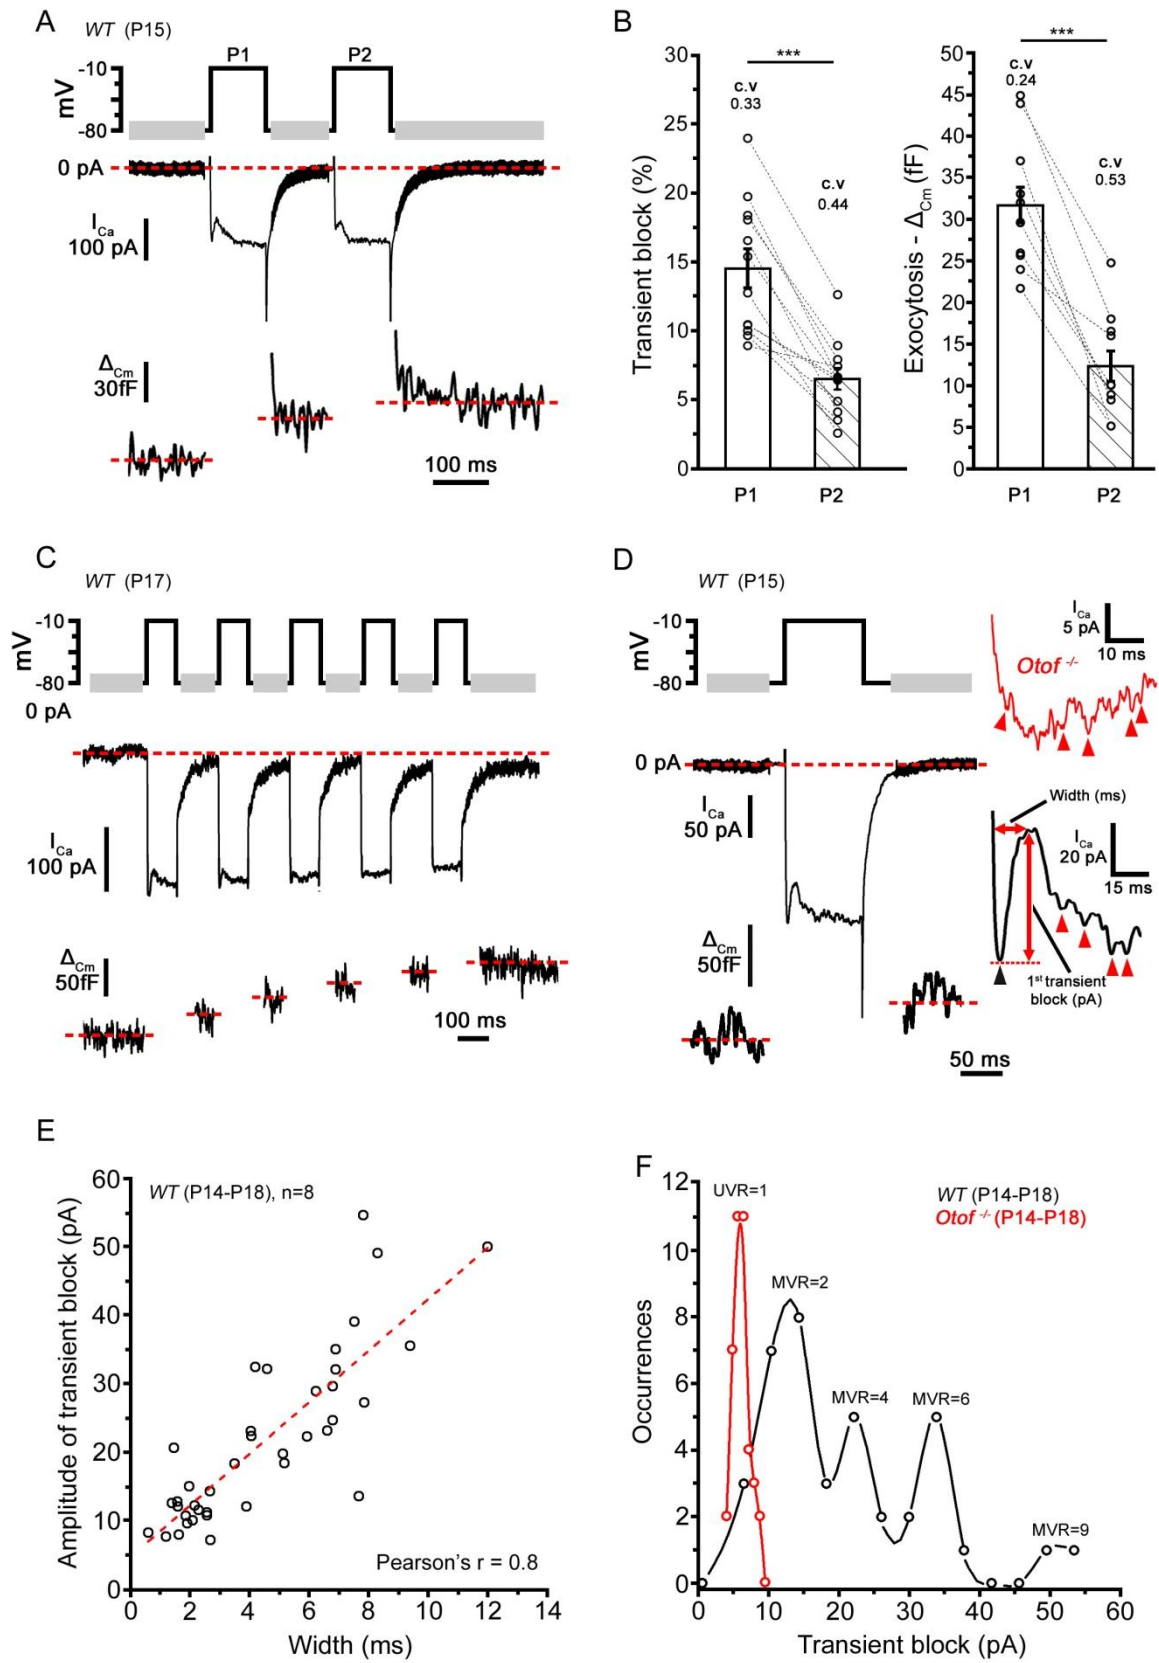 A
WT (P15)
P1
P2
-10
mV
-80
0 pA
ICa
100 pA
ΔCm
30fF
100 ms
B
Transient block (%)
30
25
20
15
10
5
0
c.v
0.33
***
c.v
0.44
P1
P2
Exocytosis - ΔCm (fF)
50
45
40
35
30
25
20
15
10
5
0
c.v
0.24
***
c.v
0.53
P1
P2
C
WT (P17)
-10
mV
-80
0 pA
ICa
100 pA
ΔCm
50fF
100 ms
D
WT (P15)
-10
mV
-80
0 pA
ICa
50 pA
ΔCm
50fF
50 ms
ICa
5 pA
10 ms
Otof -/-
Width (ms)
ICa
20 pA
15 ms
1st transient
block (pA)
E
WT (P14-P18), n=8
Amplitude of transient block (pA)
60
50
40
30
20
10
0
Pearson's r = 0.8
0 2 4 6 8 10 12 14
Width (ms)
F
UVR=1
WT (P14-P18)
Otof -/- (P14-P18)
MVR=2
MVR=4
MVR=6
MVR=9
Occurrences
12
10
8
6
4
2
0
0 10 20 30 40 50 60
Transient block (pA)